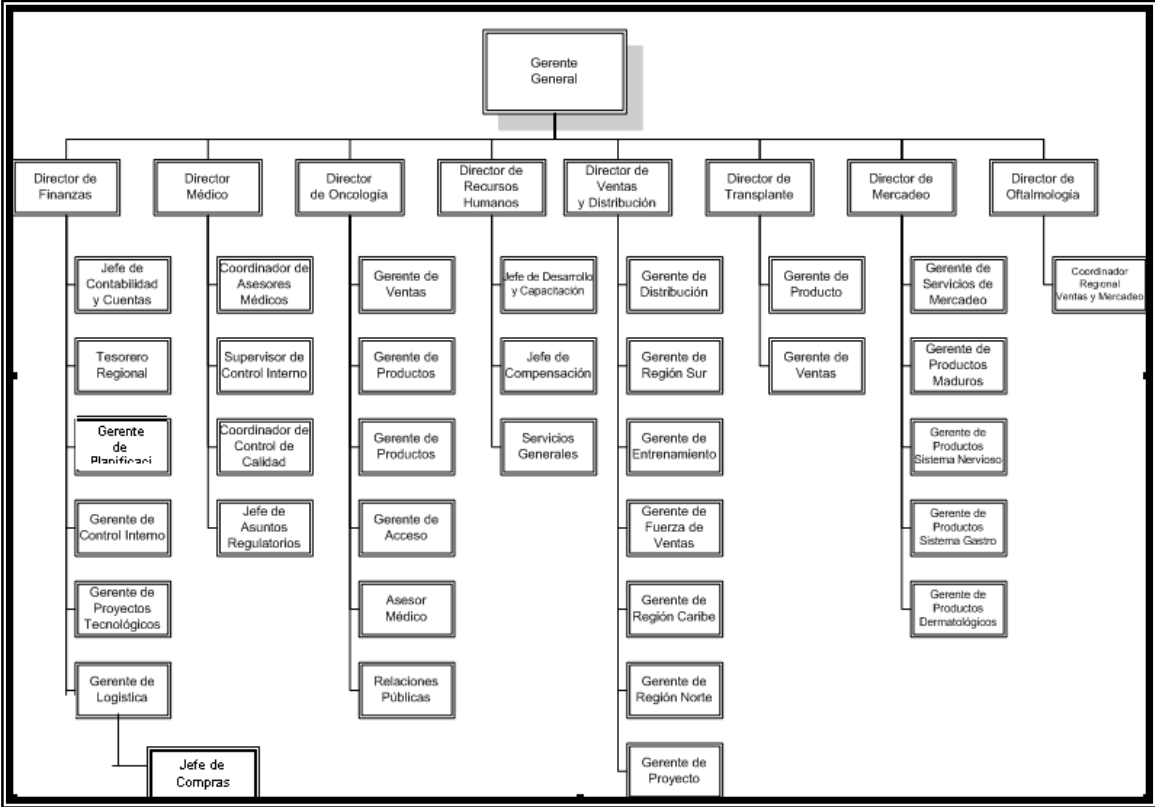 Gerente
General
Director de
Finanzas
Director
Médico
Director
de Oncología
Director de
Recursos
Humanos
Director de
Ventas
y Distribución
Director de
Transplante
Director de
Mercadeo
Director de
Oftalmología
Jefe de
Contabilidad
y Cuentas
Tesorero
Regional
Gerente
de
Planificaci
Gerente de
Control Interno
Gerente de
Proyectos
Tecnológicos
Gerente de
Logistica
Jefe de
Compras
Coordinador de
Asesores
Médicos
Supervisor de
Control Interno
Coordinador de
Control de
Calidad
Jefe de
Asuntos
Regulatorios
Gerente de
Ventas
Gerente de
Productos
Gerente de
Productos
Gerente de
Acceso
Asesor
Médico
Relaciones
Públicas
Jefe de Desarrollo
y Capacitación
Jefe de
Compensación
Servicios
Generales
Gerente de
Distribución
Gerente de
Región Sur
Gerente de
Entrenamiento
Gerente de
Fuerza de
Ventas
Gerente de
Región Caribe
Gerente de
Región Norte
Gerente de
Proyecto
Gerente de
Producto
Gerente de
Ventas
Gerente de
Servicios de
Mercadeo
Gerente de
Productos
Maduros
Gerente de
Productos
Sistema Nervioso
Gerente de
Productos
Sistema Gastro
Gerente de
Productos
Dermatológicos
Coordinador
Regional
Ventas y Mercadeo